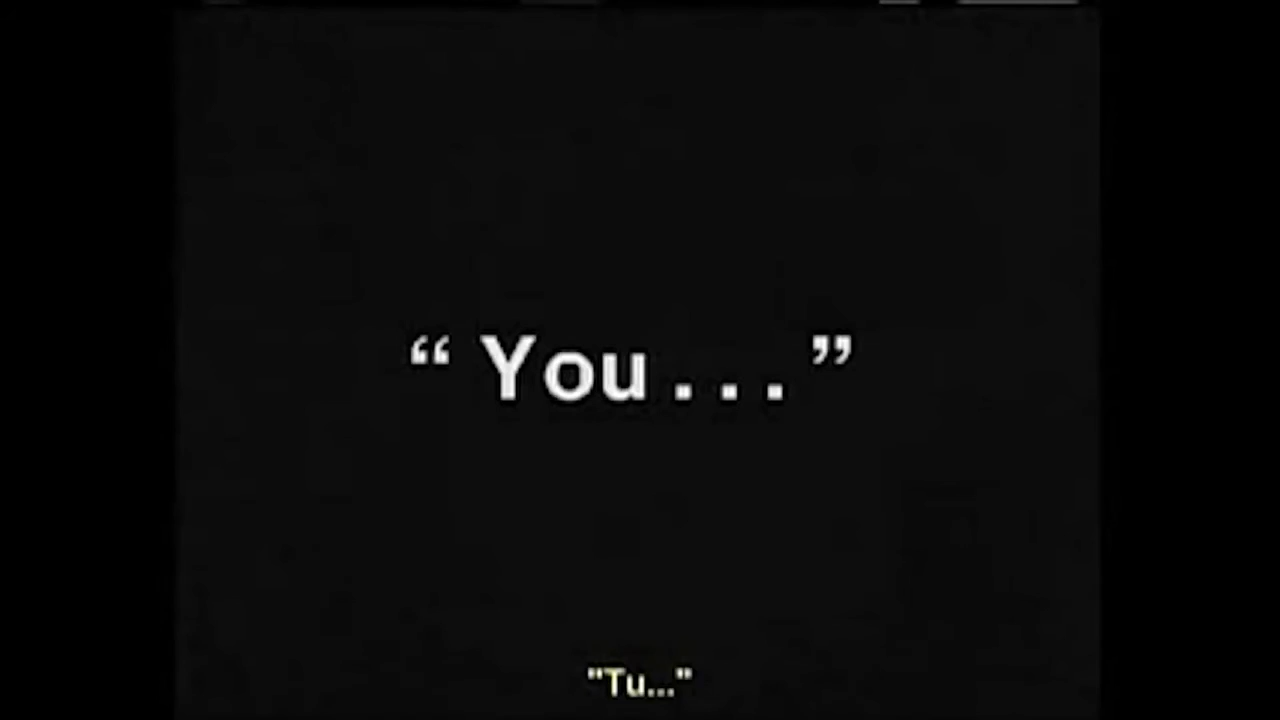 “ You . . . ”
"Tu..."